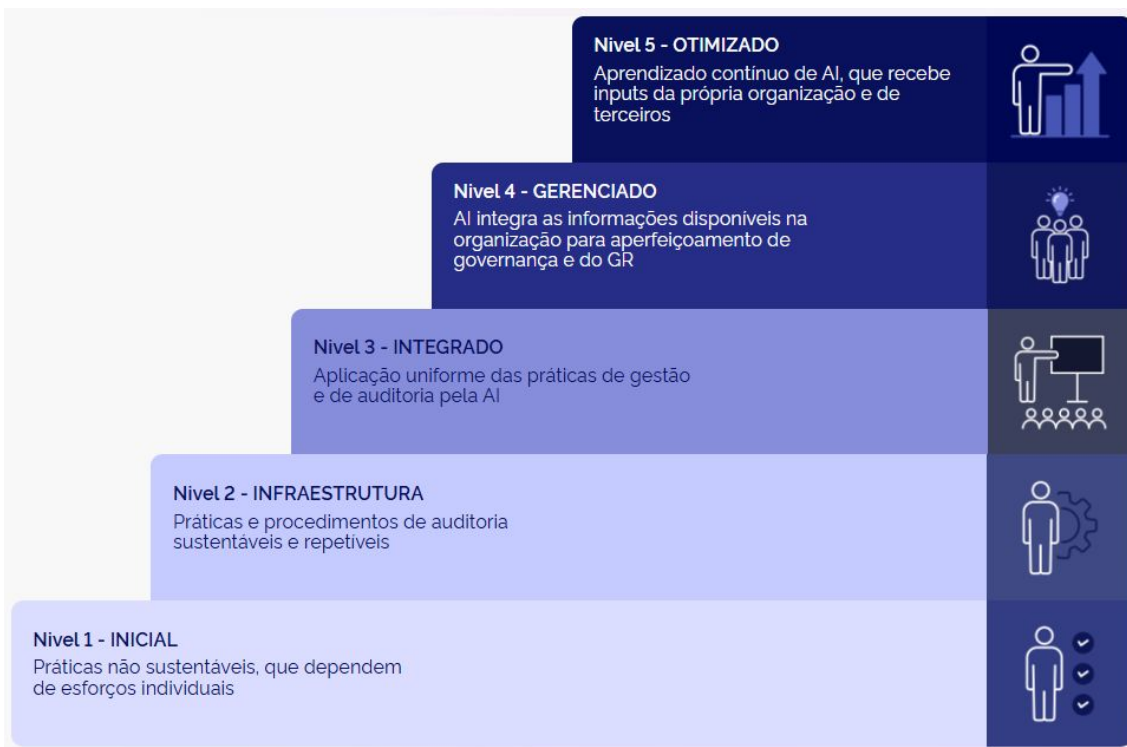 Nivel 5 - OTIMIZADO
Aprendizado contínuo de AI, que recebe
inputs da própria organização e de
terceiros
Nivel 4 - GERENCIADO
AI integra as informações disponíveis na
organização para aperfeiçoamento de
governança e do GR
Nivel 3 - INTEGRADO
Aplicação uniforme das práticas de gestão
e de auditoria pela AI
Nivel 2 - INFRAESTRUTURA
Práticas e procedimentos de auditoria
sustentáveis e repetíveis
Nivel 1 - INICIAL
Práticas não sustentáveis, que dependem
de esforços individuais